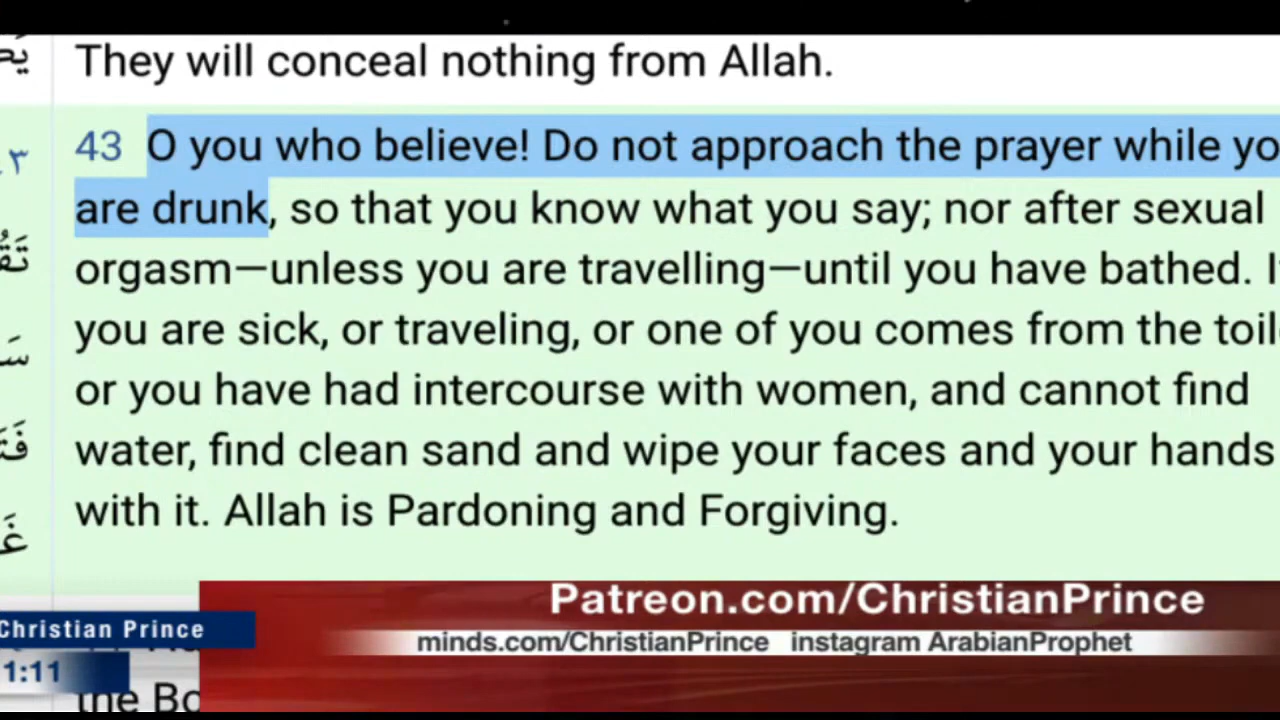 They will conceal nothing from Allah.
43 O you who believe! Do not approach the prayer while yo
are drunk, so that you know what you say; nor after sexual
orgasm—unless you are travelling—until you have bathed. I
you are sick, or traveling, or one of you comes from the toil
or you have had intercourse with women, and cannot find
water, find clean sand and wipe your faces and your hands
with it. Allah is Pardoning and Forgiving.
Patreon.com/ChristianPrince
Christian Prince
minds.com/ChristianPrince instagram ArabianProphet
1:11
the Bo